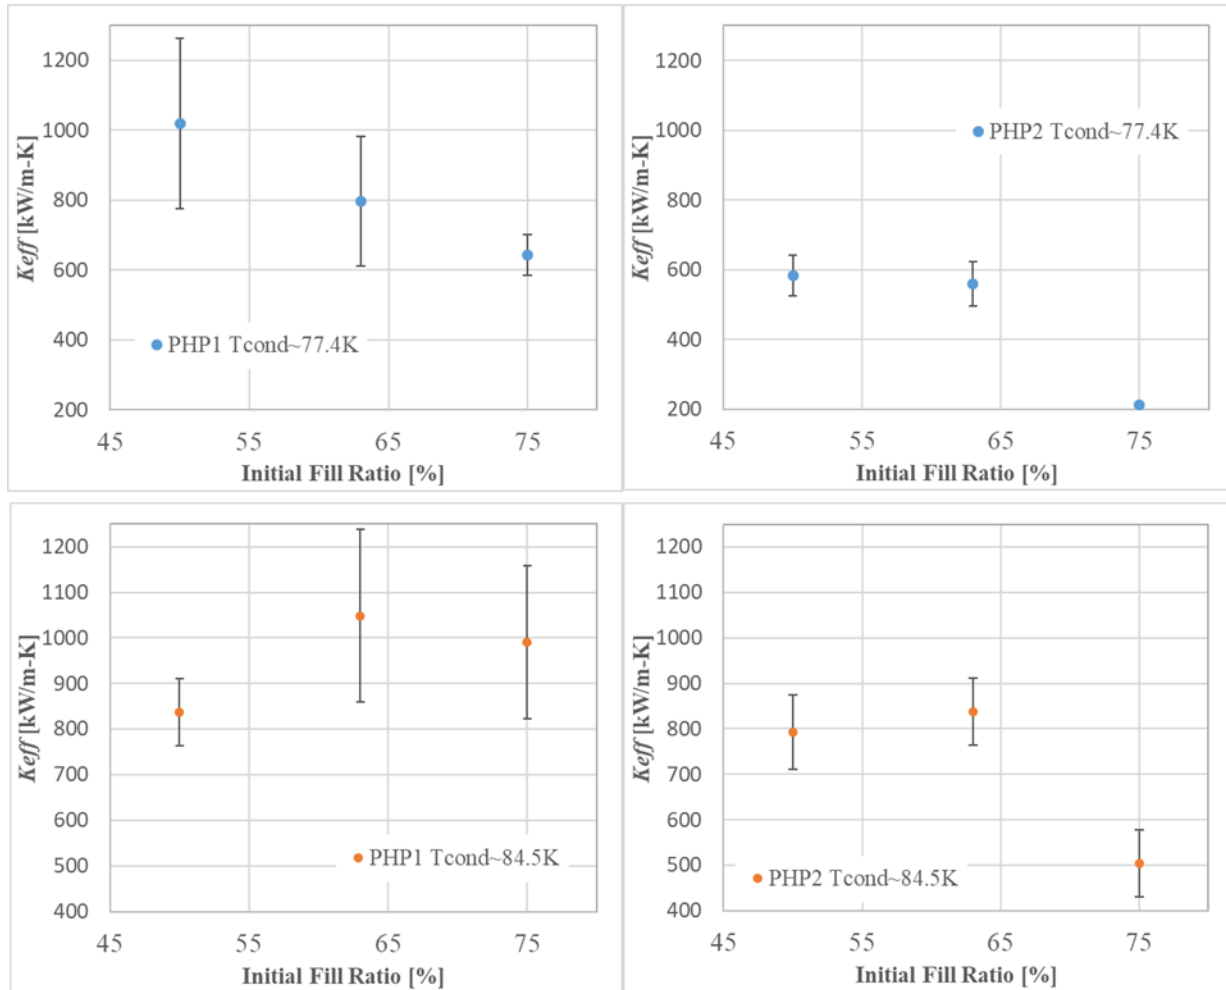 1200
1000
800
600
400
200
Keff [kW/m-K]
PHP1 Tcond~77.4K
45 55 65 75
Initial Fill Ratio [%]
1200
1000
800
600
400
200
Keff [kW/m-K]
PHP2 Tcond~77.4K
45 55 65 75
Initial Fill Ratio [%]
1200
1100
1000
900
800
700
600
500
400
Keff [kW/m-K]
PHP1 Tcond~84.5K
45 55 65 75
Initial Fill Ratio [%]
1200
1100
1000
900
800
700
600
500
400
Keff [kW/m-K]
PHP2 Tcond~84.5K
45 55 65 75
Initial Fill Ratio [%]